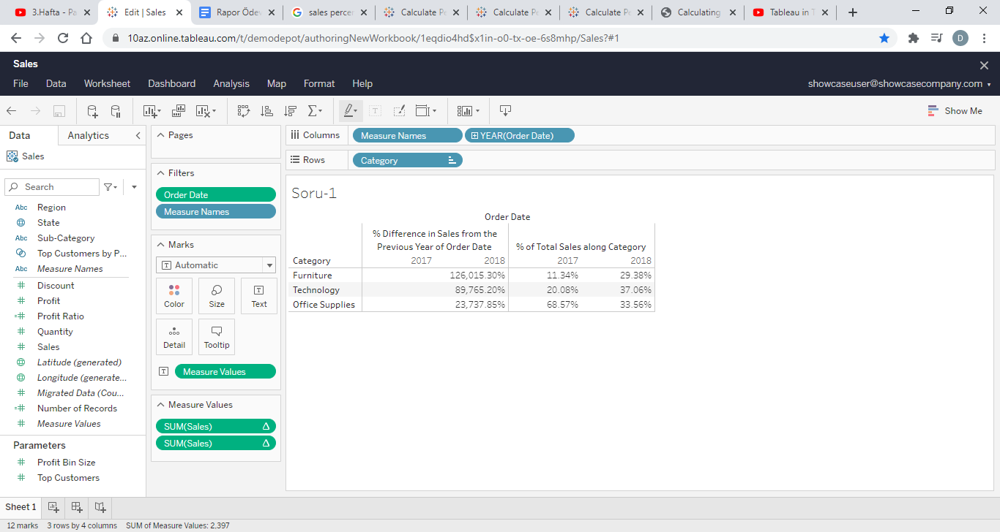 3.Hafta - Pa
Edit | Sales
Rapor Ödev
sales percen
Calculate Pe
Calculate Pe
Calculate Pe
Calculating
Tableau in T
10az.online.tableau.com/t/demodepot/authoringNewWorkbook/1eqdio4hd$x1in-o0-tx-oe-6s8mhp/Sales?#1
D
Sales
File Data Worksheet Dashboard Analysis Map Format Help
showcaseuser@showcasecompany.com
Show Me
Data Analytics
Sales
Search
Abc Region
State
Abc Sub-Category
Top Customers by P...
Abc Measure Names
Discount
Profit
Profit Ratio
Quantity
Sales
Latitude (generated)
Longitude (generate...
Migrated Data (Cou...
Number of Records
Measure Values
Parameters
Profit Bin Size
Top Customers
Pages
Filters
Order Date
Measure Names
Marks
Automatic
Color Size Text
Detail Tooltip
Measure Values
Measure Values
SUM(Sales)
SUM(Sales)
Columns Measure Names YEAR(Order Date)
Rows Category
Soru-1
Order Date
% Difference in Sales from the
Previous Year of Order Date % of Total Sales along Category
Category 2017 2018 2017 2018
Furniture 126,015.30% 11.34% 29.38%
Technology 89,765.20% 20.08% 37.06%
Office Supplies 23,737.85% 68.57% 33.56%
Sheet 1
12 marks 3 rows by 4 columns SUM of Measure Values: 2,397